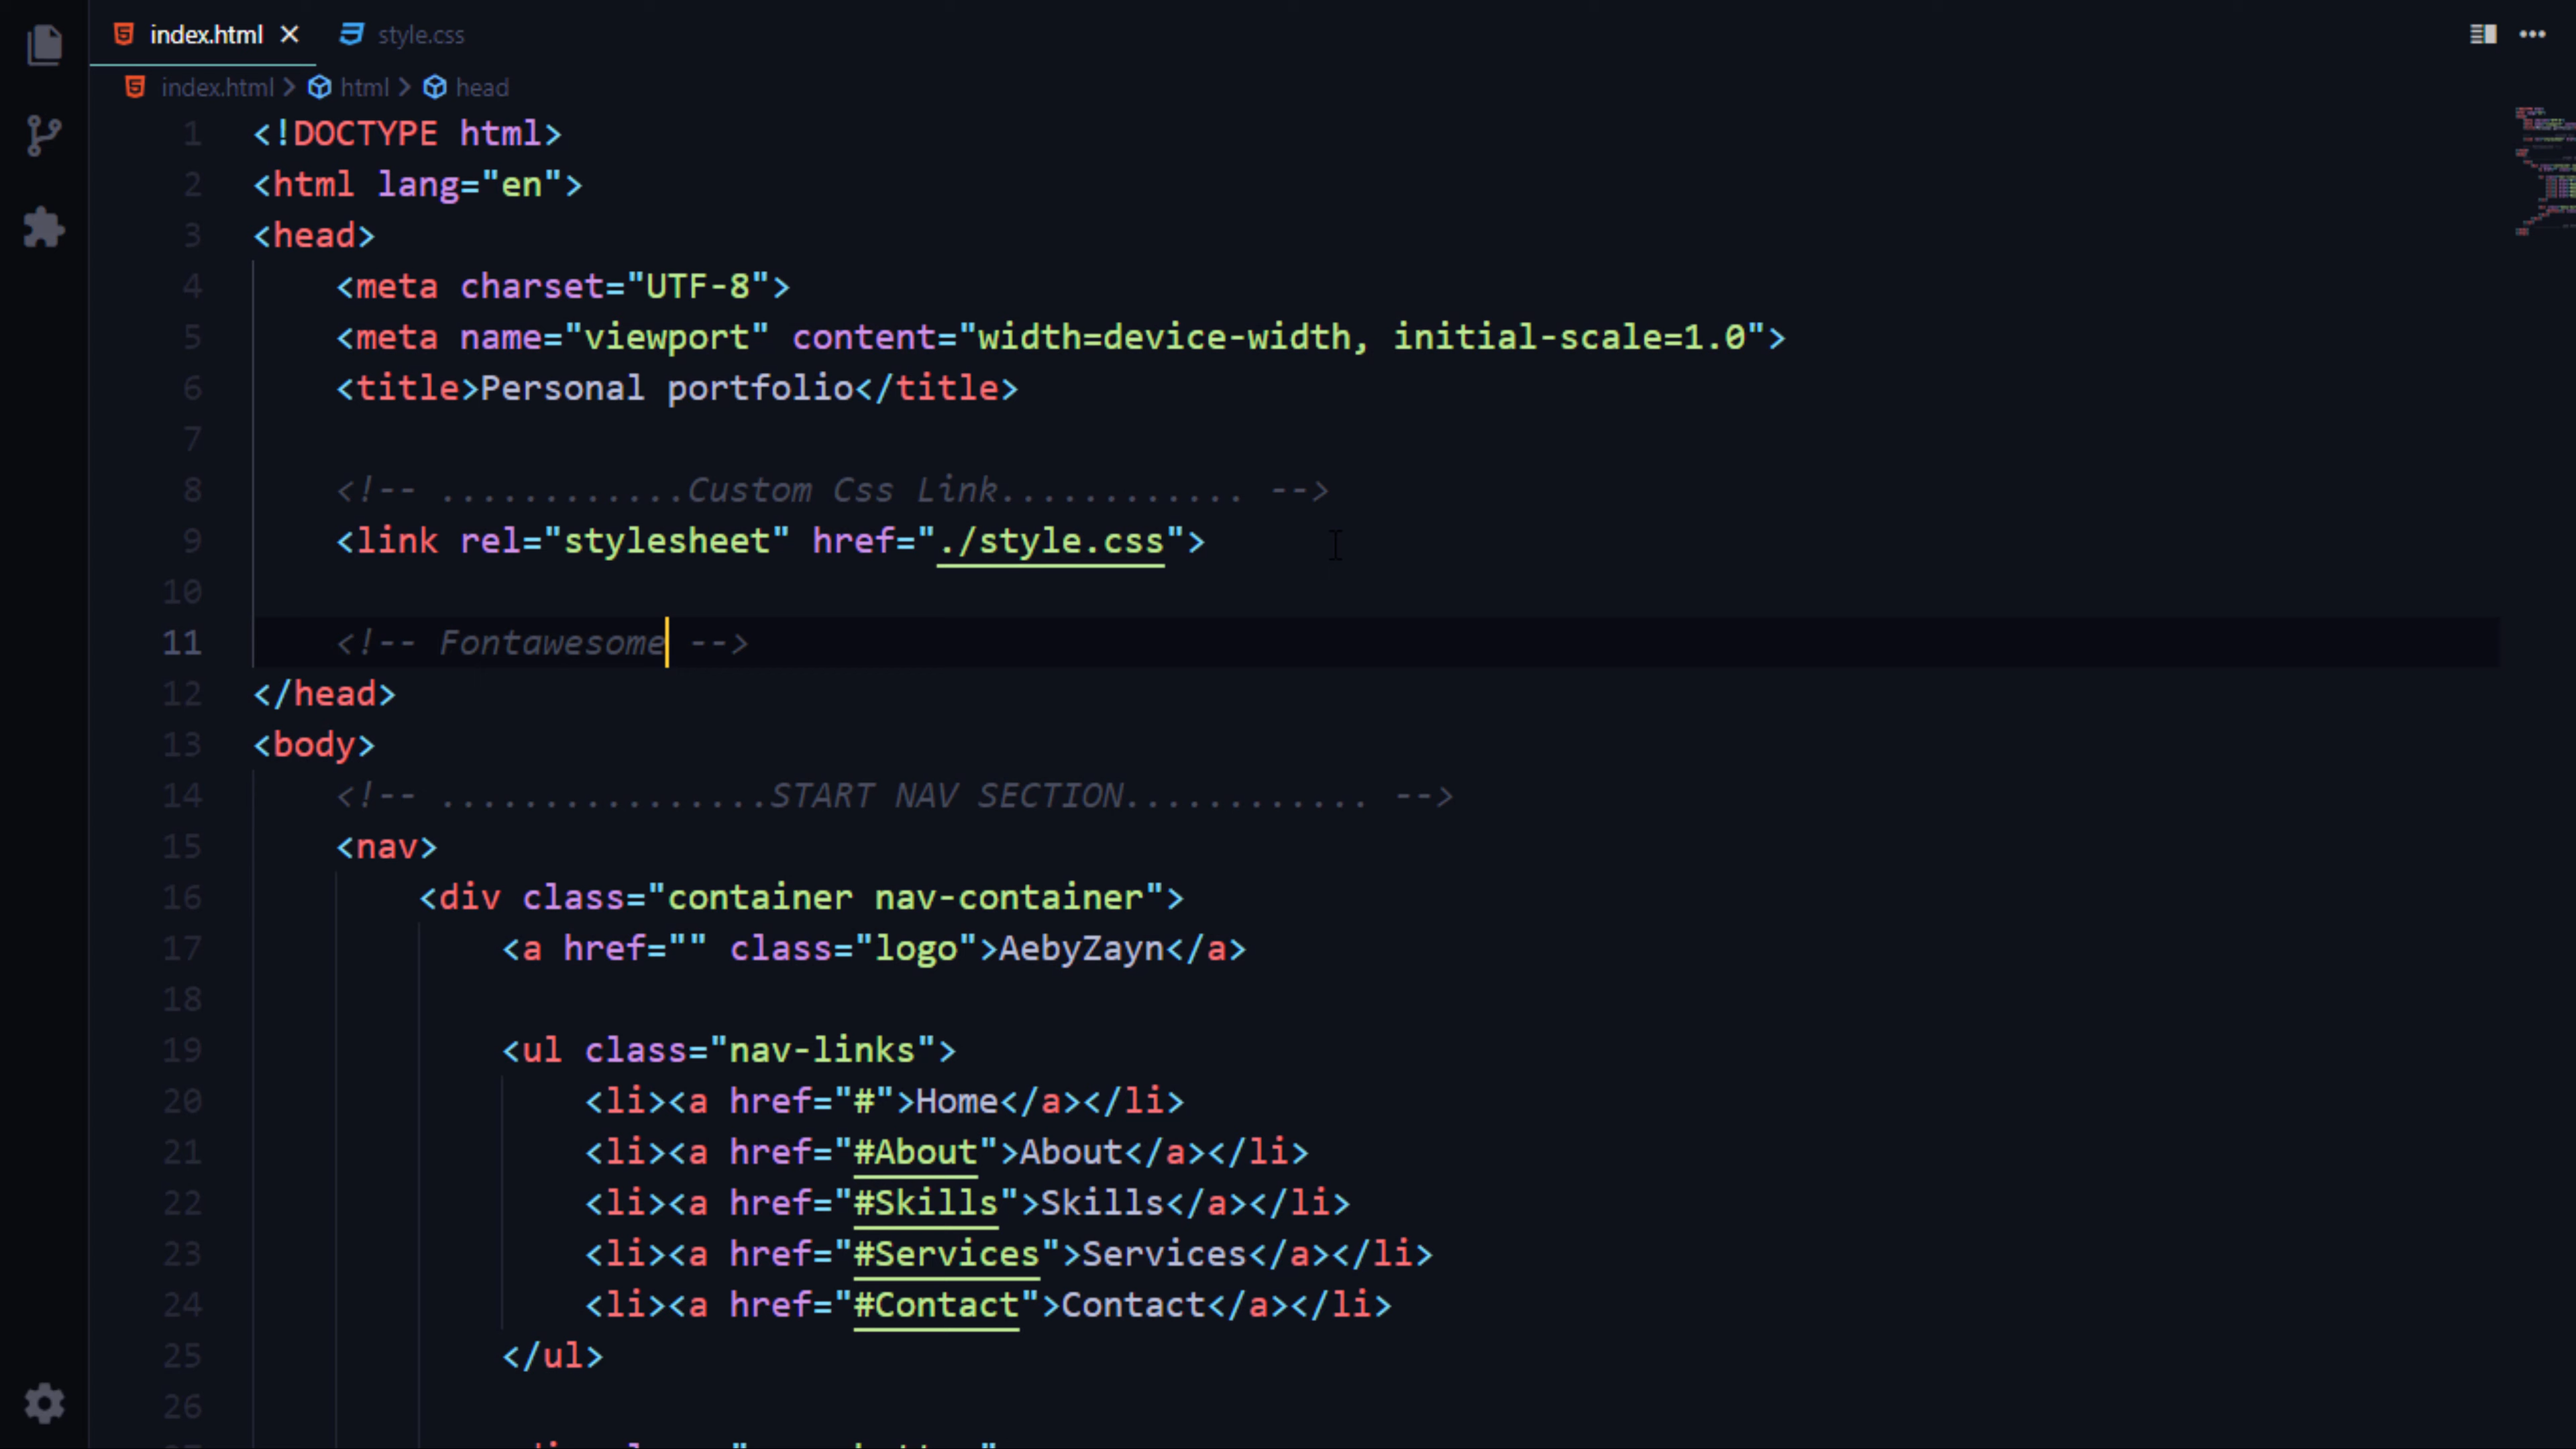 index.html
style.css
index.html > html > head
1 <!DOCTYPE html>
2 <html lang="en">
3 <head>
4 <meta charset="UTF-8">
5 <meta name="viewport" content="width=device-width, initial-scale=1.0">
6 <title>Personal portfolio</title>
7
8 <!-- .............Custom Css Link............ -->
9 <link rel="stylesheet" href="./style.css">
10
11 <!-- Fontawesome -->
12 </head>
13 <body>
14 <!-- ................START NAV SECTION............ -->
15 <nav>
16 <div class="container nav-container">
17 <a href="" class="logo">AebyZayn</a>
18
19 <ul class="nav-links">
20 <li><a href="#">Home</a></li>
21 <li><a href="#About">About</a></li>
22 <li><a href="#Skills">Skills</a></li>
23 <li><a href="#Services">Services</a></li>
24 <li><a href="#Contact">Contact</a></li>
25 </ul>
26